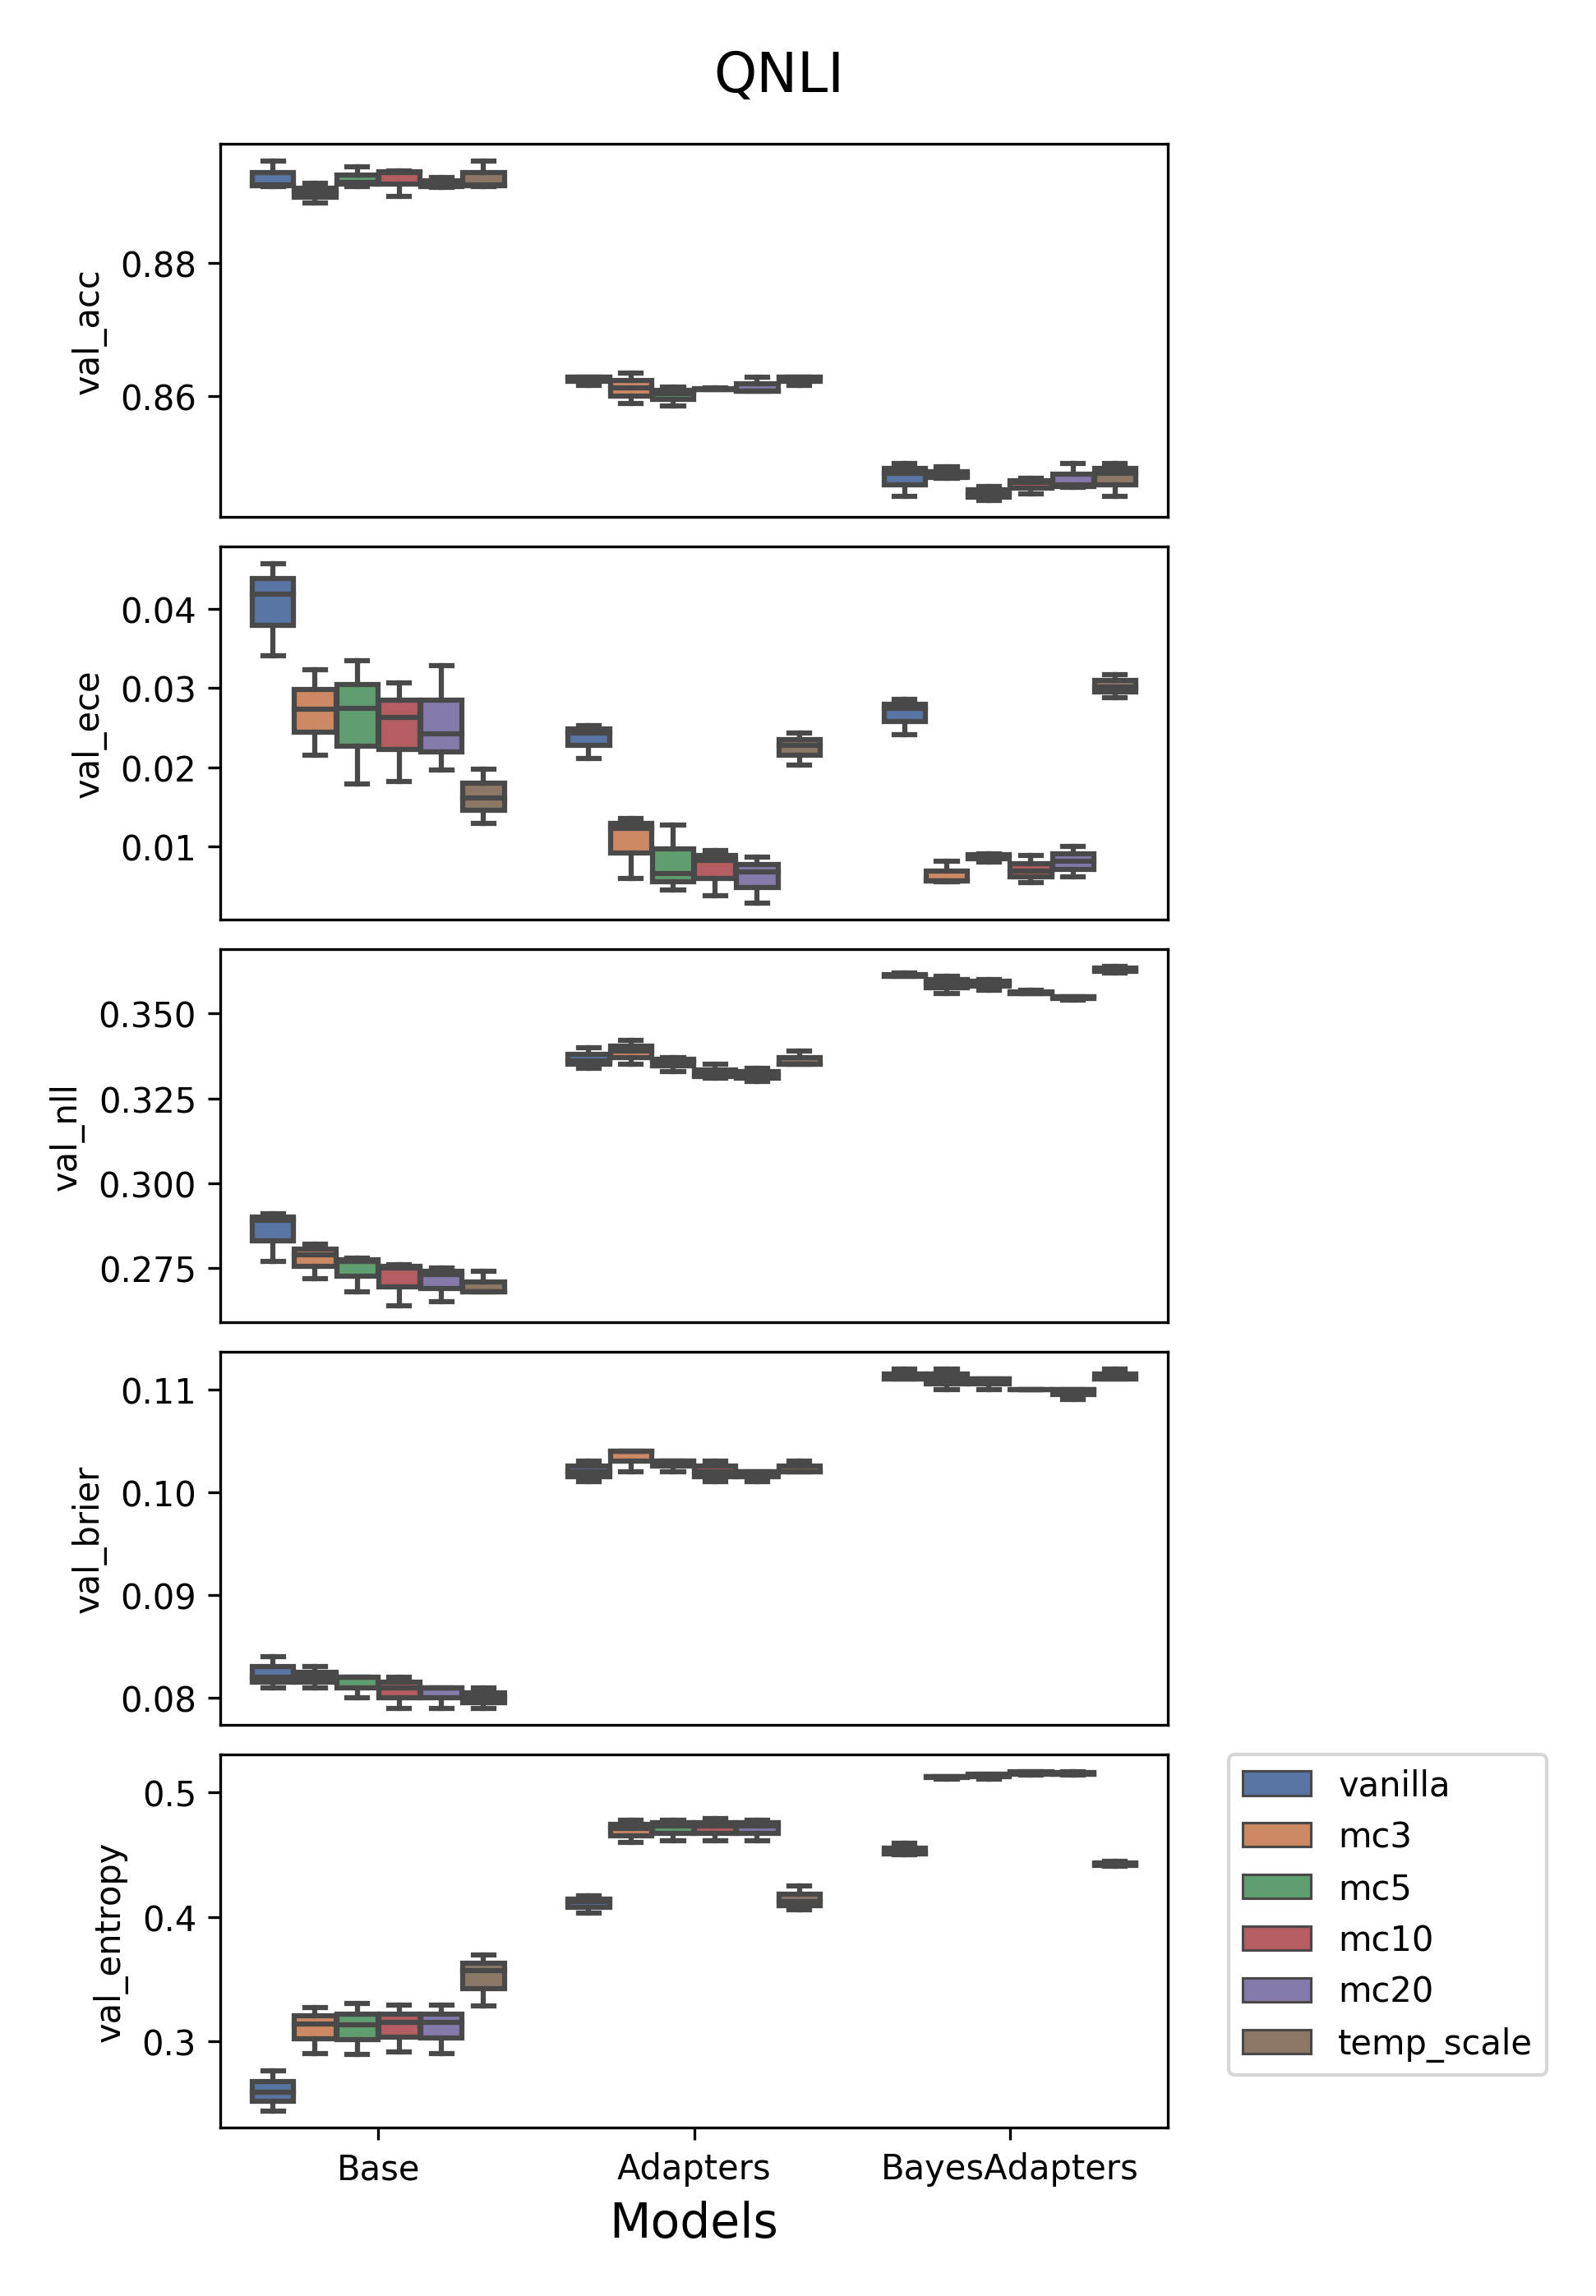 QNLI
val_acc
0.88
0.86
val_ece
0.04
0.03
0.02
0.01
val_nll
0.350
0.325
0.300
0.275
val_brier
0.11
0.10
0.09
0.08
val_entropy
0.5
0.4
0.3
vanilla
mc3
mc5
mc10
mc20
temp_scale
Base Adapters BayesAdapters
Models